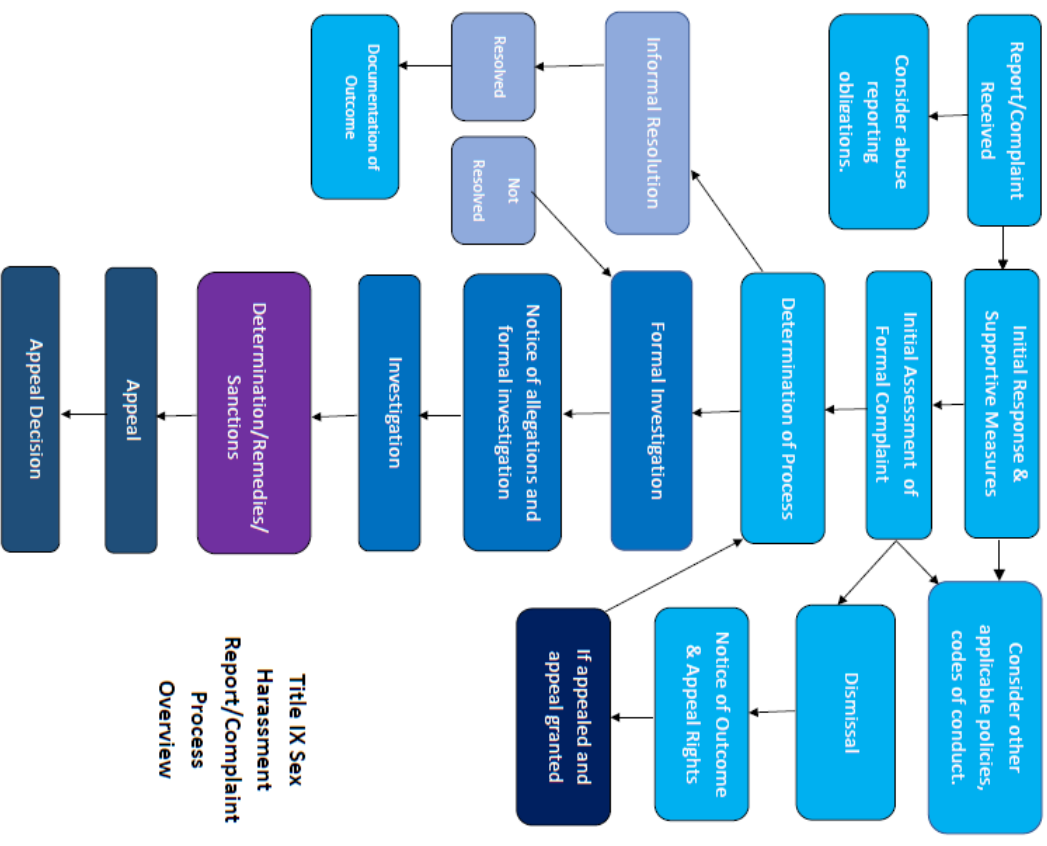 Report/Complaint
Received
Consider abuse
reporting
obligations.
Initial Response &
Supportive Measures
Consider other
applicable policies,
codes of conduct.
Initial Assessment of
Formal Complaint
Dismissal
Notice of Outcome
& Appeal Rights
If appealed and
appeal granted
Determination of Process
Informal Resolution
Resolved
Not
Resolved
Documentation of
Outcome
Formal Investigation
Notice of allegations and
formal investigation
Investigation
Determination/Remedies/
Sanctions
Appeal
Appeal Decision
Title IX Sex
Harassment
Report/Complaint
Process
Overview